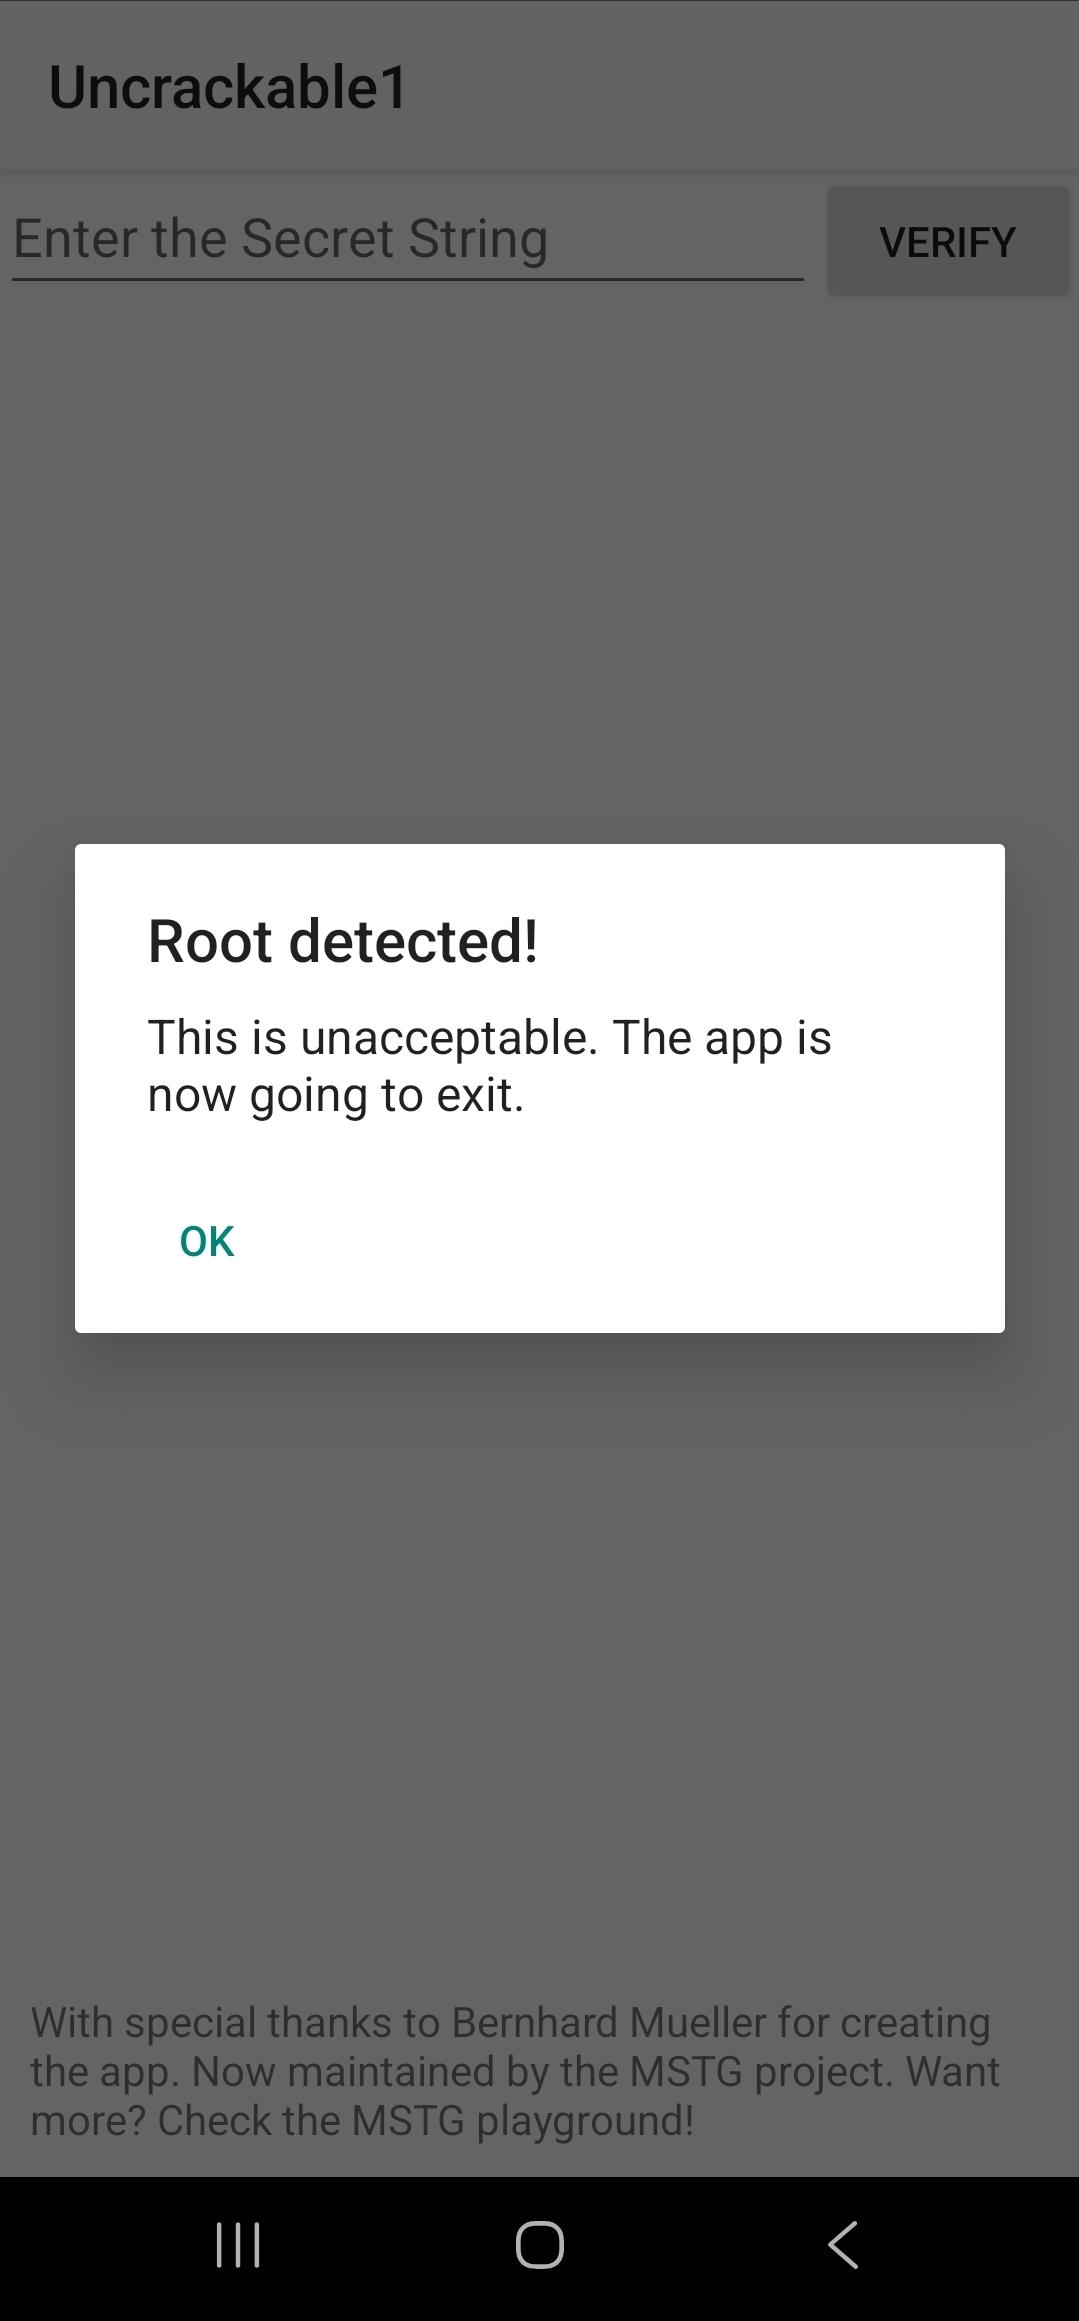 Uncrackable1
Enter the Secret String
VERIFY
Root detected!
This is unacceptable. The app is
now going to exit.
OK
With special thanks to Bernhard Mueller for creating
the app. Now maintained by the MSTG project. Want
more? Check the MSTG playground!